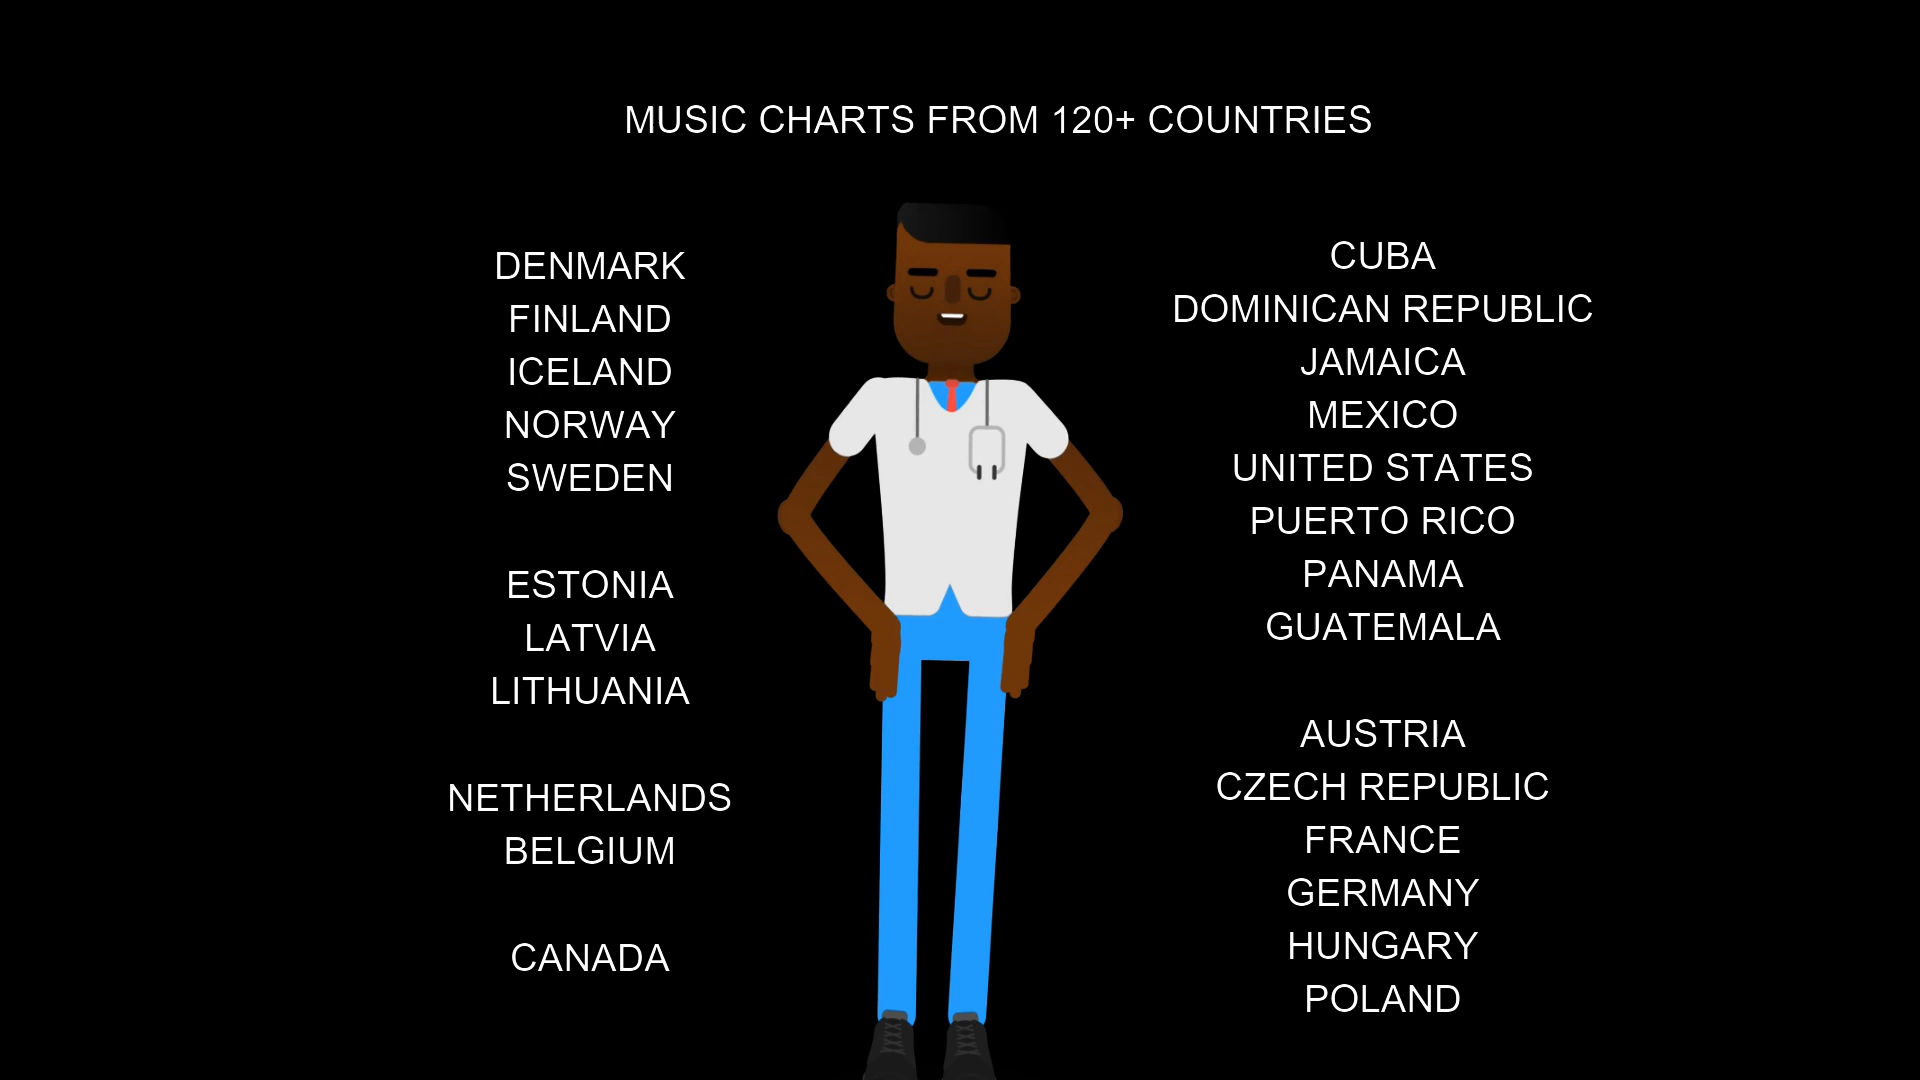 MUSIC CHARTS FROM 120+ COUNTRIES
DENMARK
FINLAND
ICELAND
NORWAY
SWEDEN
ESTONIA
LATVIA
LITHUANIA
NETHERLANDS
BELGIUM
CANADA
CUBA
DOMINICAN REPUBLIC
JAMAICA
MEXICO
UNITED STATES
PUERTO RICO
PANAMA
GUATEMALA
AUSTRIA
CZECH REPUBLIC
FRANCE
GERMANY
HUNGARY
POLAND